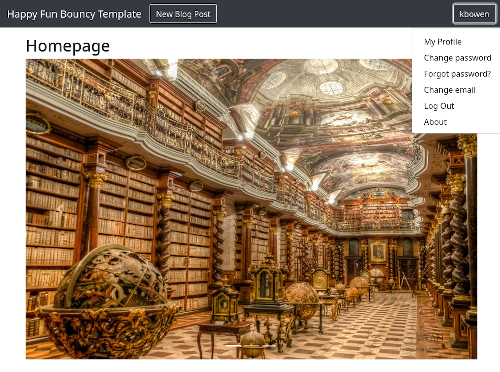 Happy Fun Bouncy Template
New Blog Post
kbowen
Homepage
My Profile
Change password
Forgot password?
Change email
Log Out
About